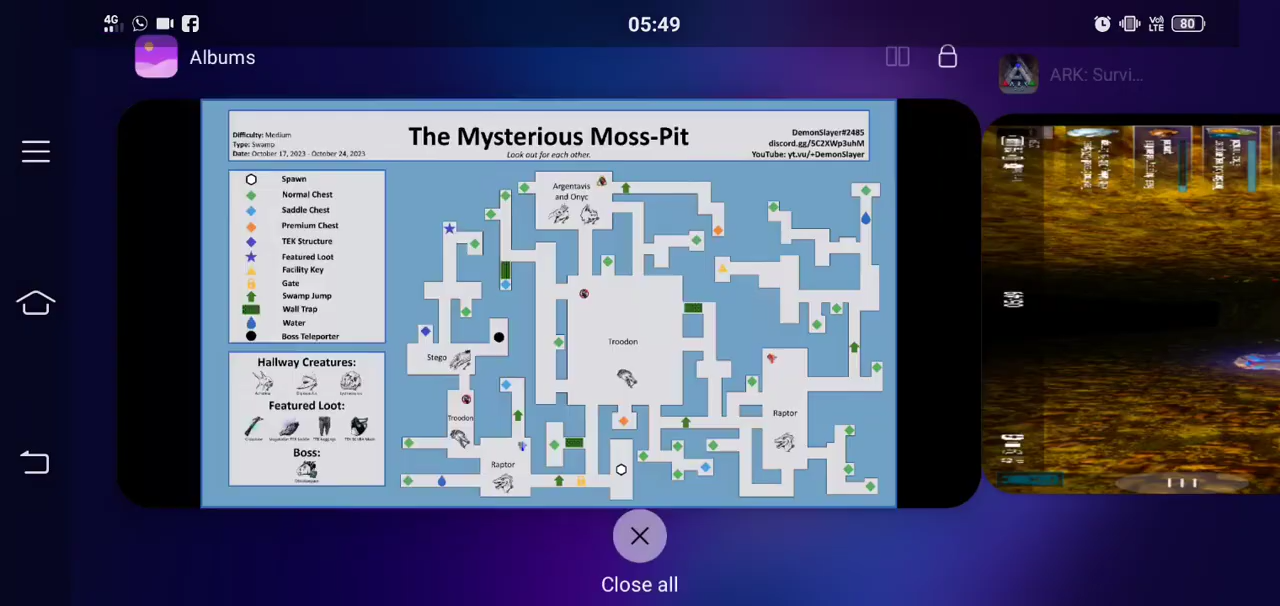 4G
05:49
Vol LTE
80
Albums
ARK: Survi...
Difficulty: Medium
Type: Swamp
Date: October 17, 2023 - October 24, 2023
The Mysterious Moss-Pit
Look out for each other.
DemonSlayer#2485
discord.gg/5C2XWp3uhM
YouTube: yt.vu/+DemonSlayer
Spawn
Normal Chest
Saddle Chest
Premium Chest
TEK Structure
Featured Loot
Facility Key
Gate
Swamp Jump
Wall Trap
Water
Boss Teleporter
Hallway Creatures:
Featured Loot:
Boss:
Argentavis
and Onyc
Troodon
Stego
Troodon
Raptor
Raptor
Close all